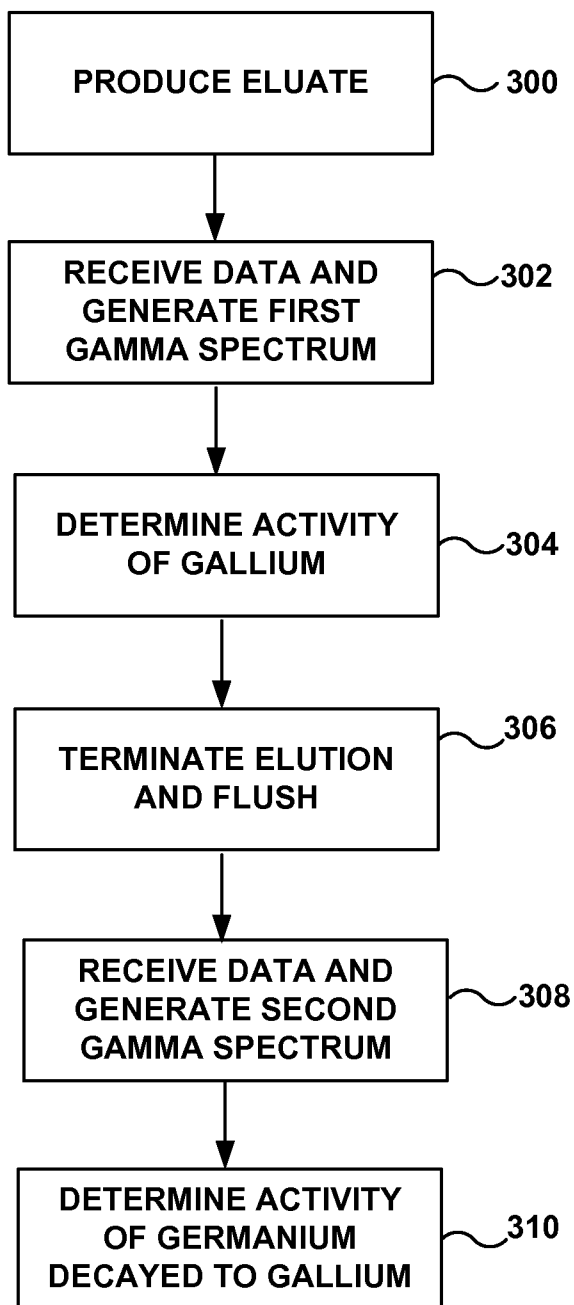 PRODUCE ELUATE
300
RECEIVE DATA AND
GENERATE FIRST
GAMMA SPECTRUM
302
DETERMINE ACTIVITY
OF GALLIUM
304
TERMINATE ELUTION
AND FLUSH
306
RECEIVE DATA AND
GENERATE SECOND
GAMMA SPECTRUM
308
DETERMINE ACTIVITY
OF GERMANIUM
DECAYED TO GALLIUM
310